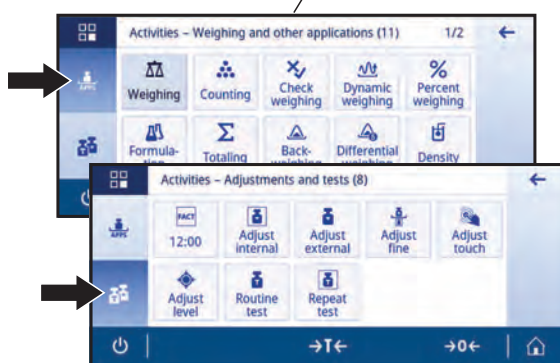 Activities – Weighing and other applications (11) 1/2
APPS
Weighing
Counting
Check
weighing
Dynamic
weighing
Percent
weighing
Formula-
Totaling
Back-
Differential
Density
Activities – Adjustments and tests (8)
APPS
FACT
12:00
Adjust
internal
Adjust
external
Adjust
fine
Adjust
touch
Adjust
level
Routine
test
Repeat
test
→T←
→0←